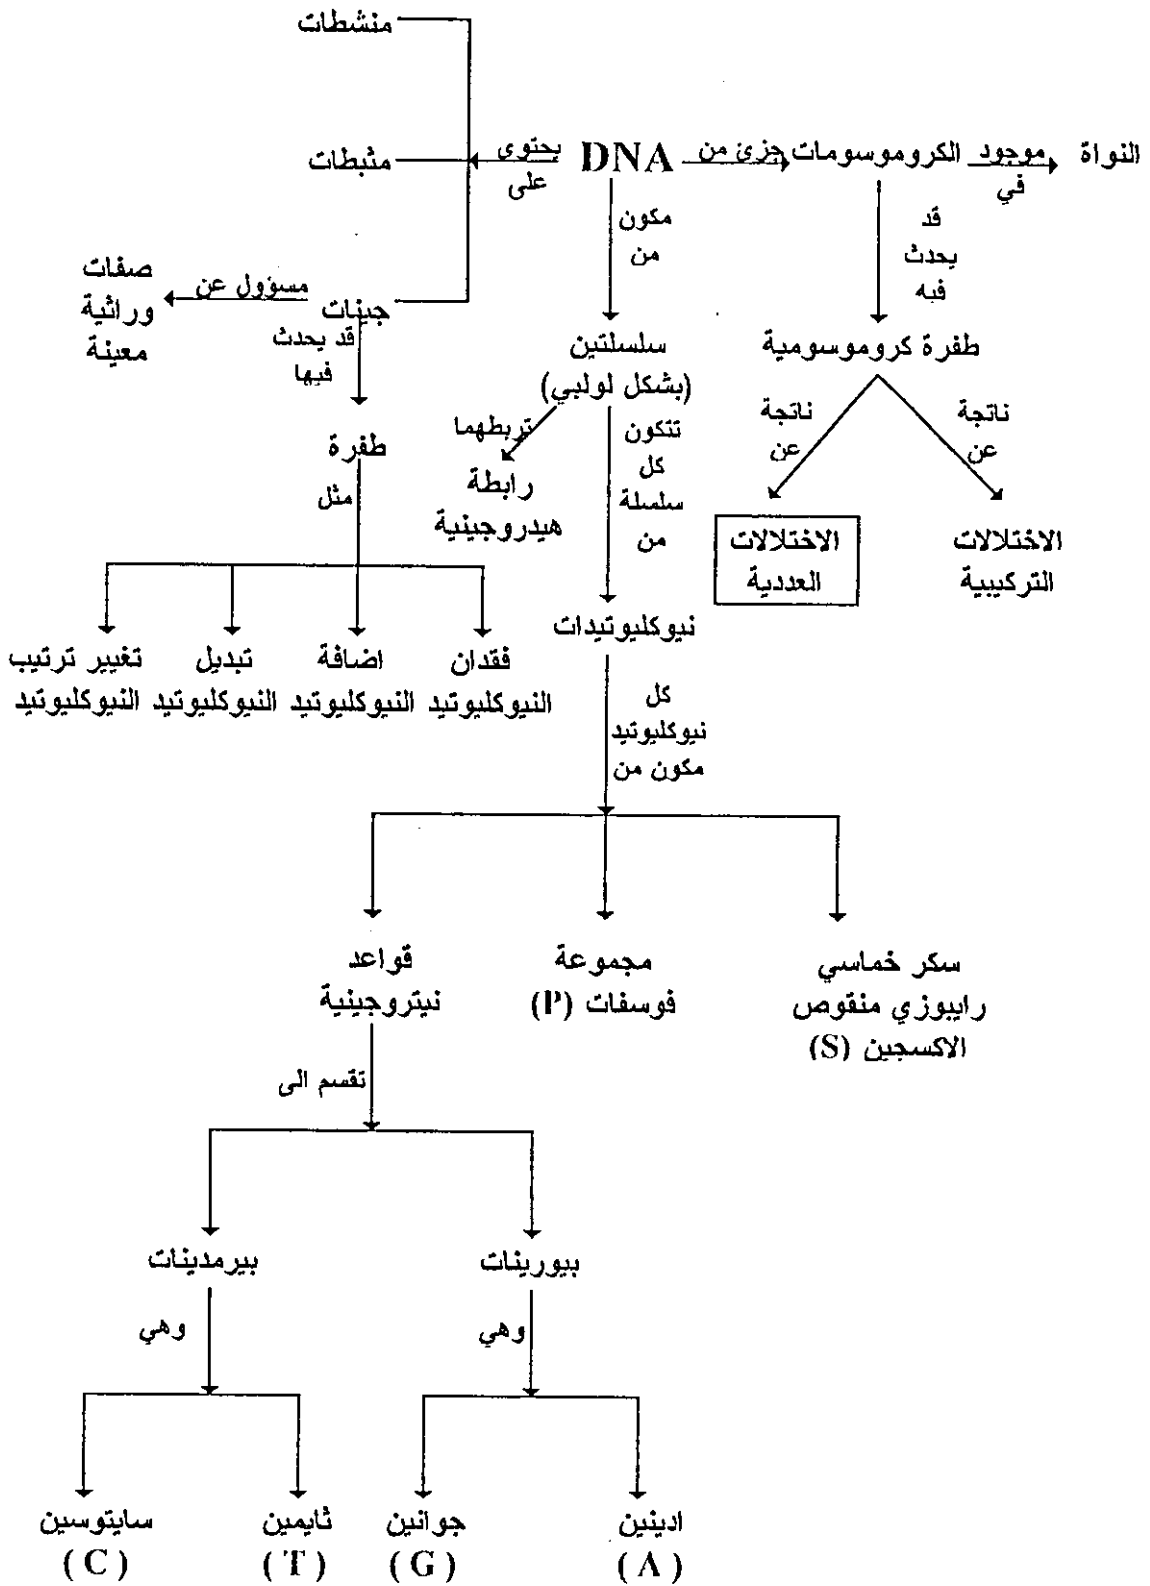 منشطات
النواة
موجود
في
الكروموسومات
جزئ من
DNA
يحتوي
على
مثبطات
قد
يحدث
فيه
مكون
من
جينات
مسؤول عن
صفات
وراثية
معينة
قد يحدث
فيها
طفرة كروموسومية
سلسلتين
(بشكل لولبي)
ناتجة
عن
ناتجة
عن
تتكون
كل
سلسلة
من
تربطهما
رابطة
هيدروجينية
طفرة
مثل
الاختلالات
التركيبية
الاختلالات
العددية
نيوكليوتيدات
فقدان
النيوكليوتيد
اضافة
النيوكليوتيد
تبديل
النيوكليوتيد
تغيير ترتيب
النيوكليوتيد
كل
نيوكليوتيد
مكون من
سكر خماسي
رايبوزي منقوص
الاكسجين (S)
مجموعة
فوسفات (P)
قواعد
نيتروجينية
تقسم الى
بيورينات
بيرمدينات
وهي
وهي
ادينين
(A)
جوانين
(G)
ثايمين
(T)
سايتوسين
(C)